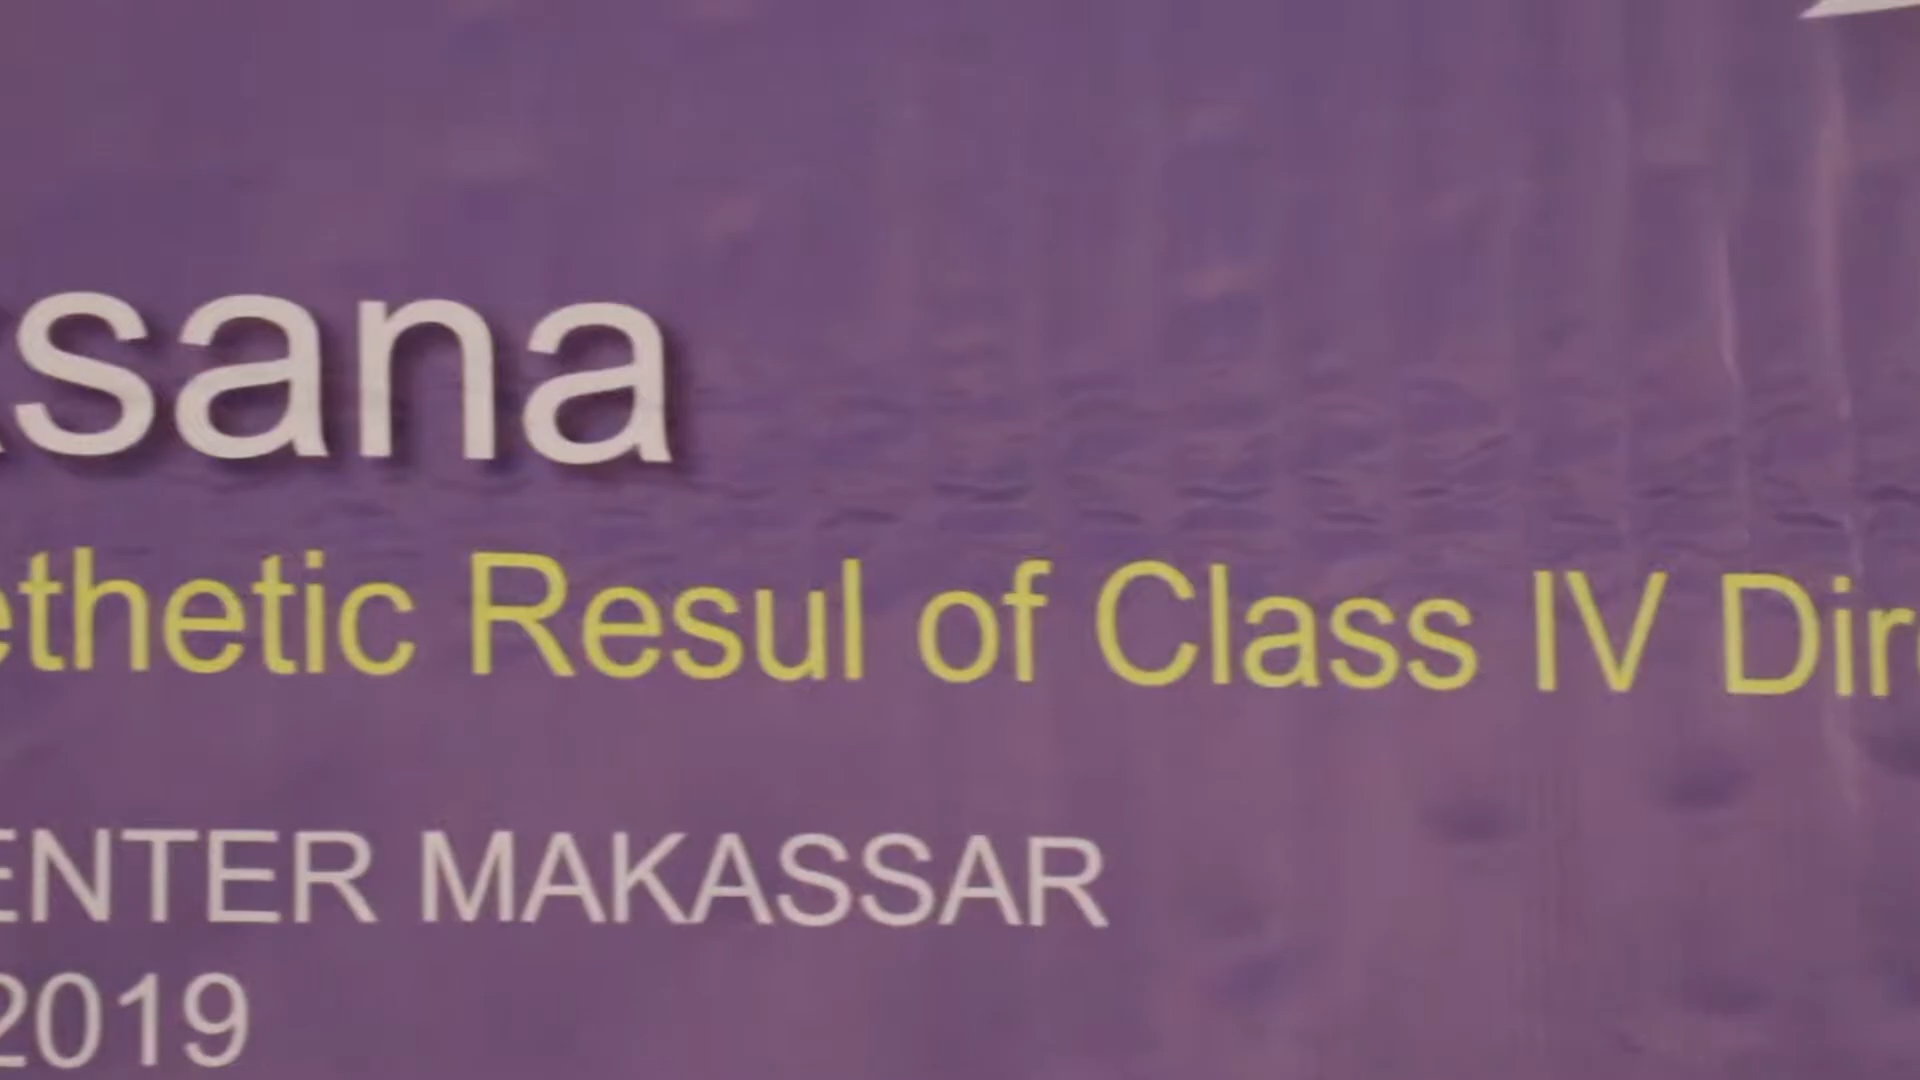 sana
ethetic Resul of Class IV Dir
ENTER MAKASSAR
2019